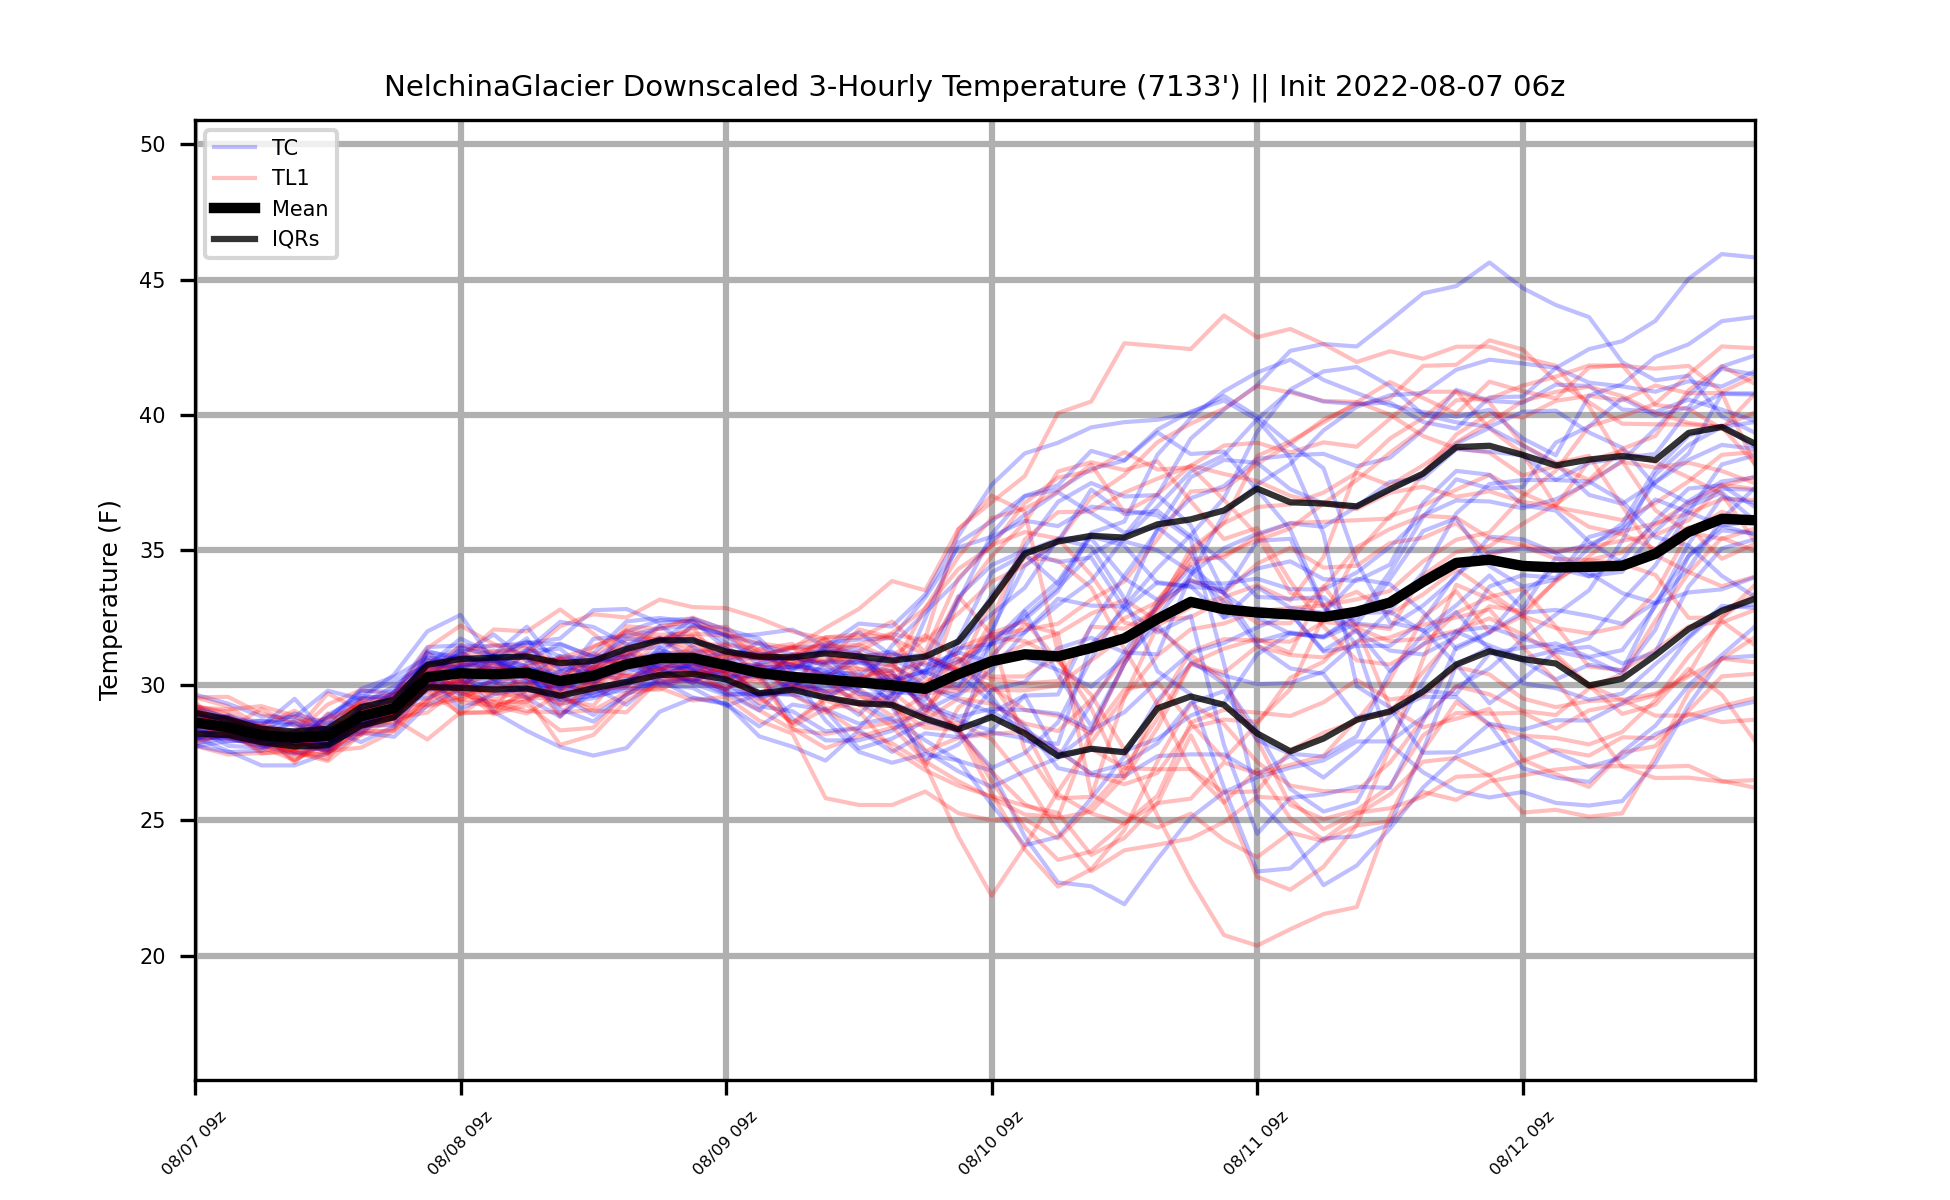 NelchinaGlacier Downscaled 3-Hourly Temperature (7133') || Init 2022-08-07 06z
TC
TL1
Mean
IQRs
Temperature (F)
50
45
40
35
30
25
20
08/07 09z
08/08 09z
08/09 09z
08/10 09z
08/11 09z
08/12 09z